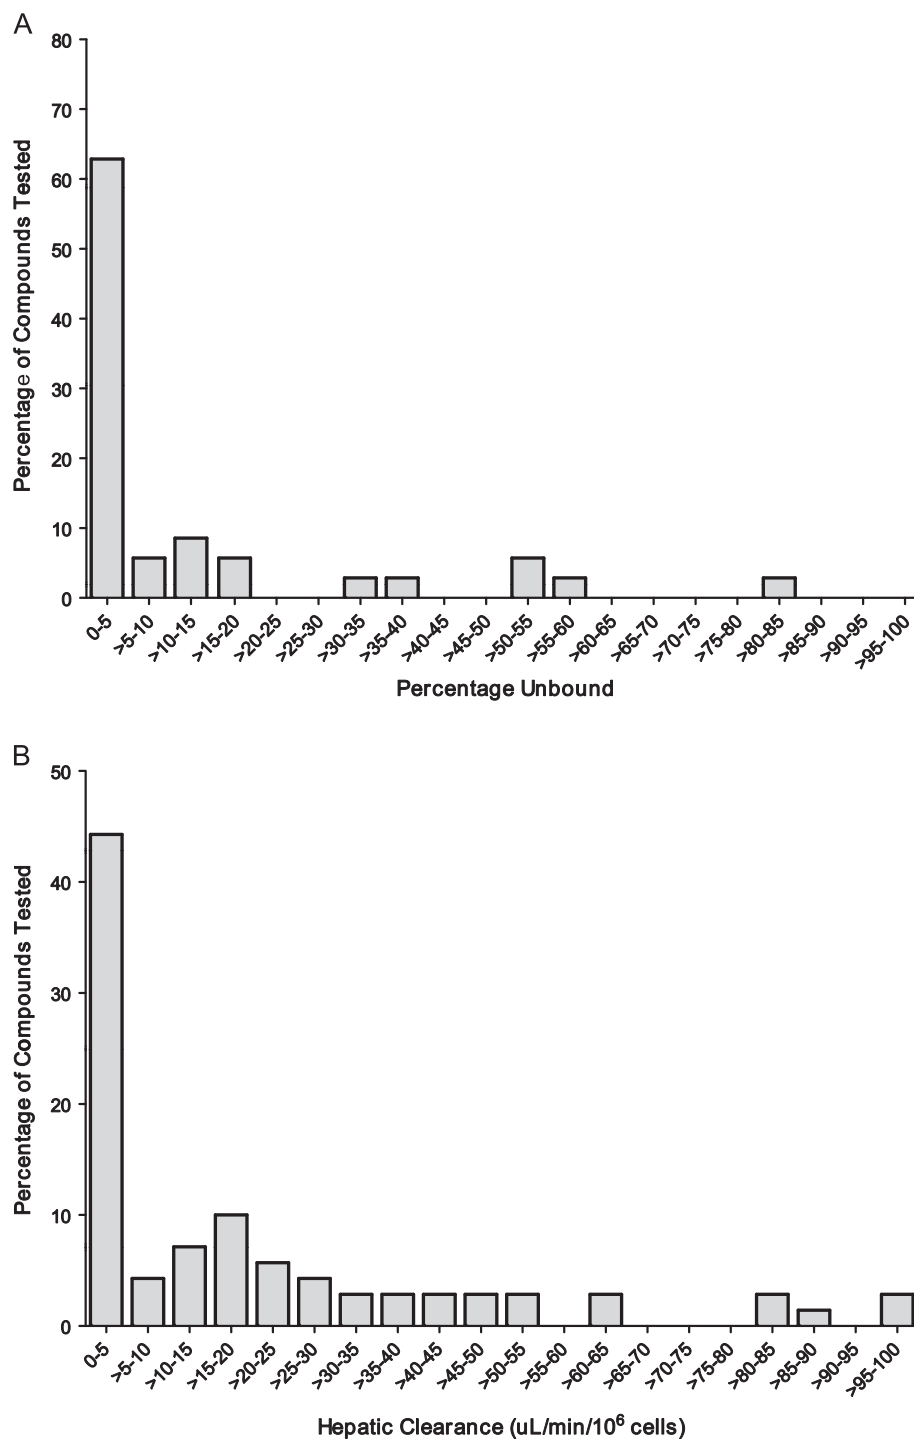 A
80
70
60
50
40
30
20
10
0
Percentage of Compounds Tested
0-5 >5-10 >10-15 >15-20 >20-25 >25-30 >30-35 >35-40 >40-45 >45-50 >50-55 >55-60 >60-65 >65-70 >70-75 >75-80 >80-85 >85-90 >90-95 >95-100
Percentage Unbound
B
50
40
30
20
10
0
Percentage of Compounds Tested
0-5 >5-10 >10-15 >15-20 >20-25 >25-30 >30-35 >35-40 >40-45 >45-50 >50-55 >55-60 >60-65 >65-70 >70-75 >75-80 >80-85 >85-90 >90-95 >95-100
Hepatic Clearance (uL/min/10⁶ cells)